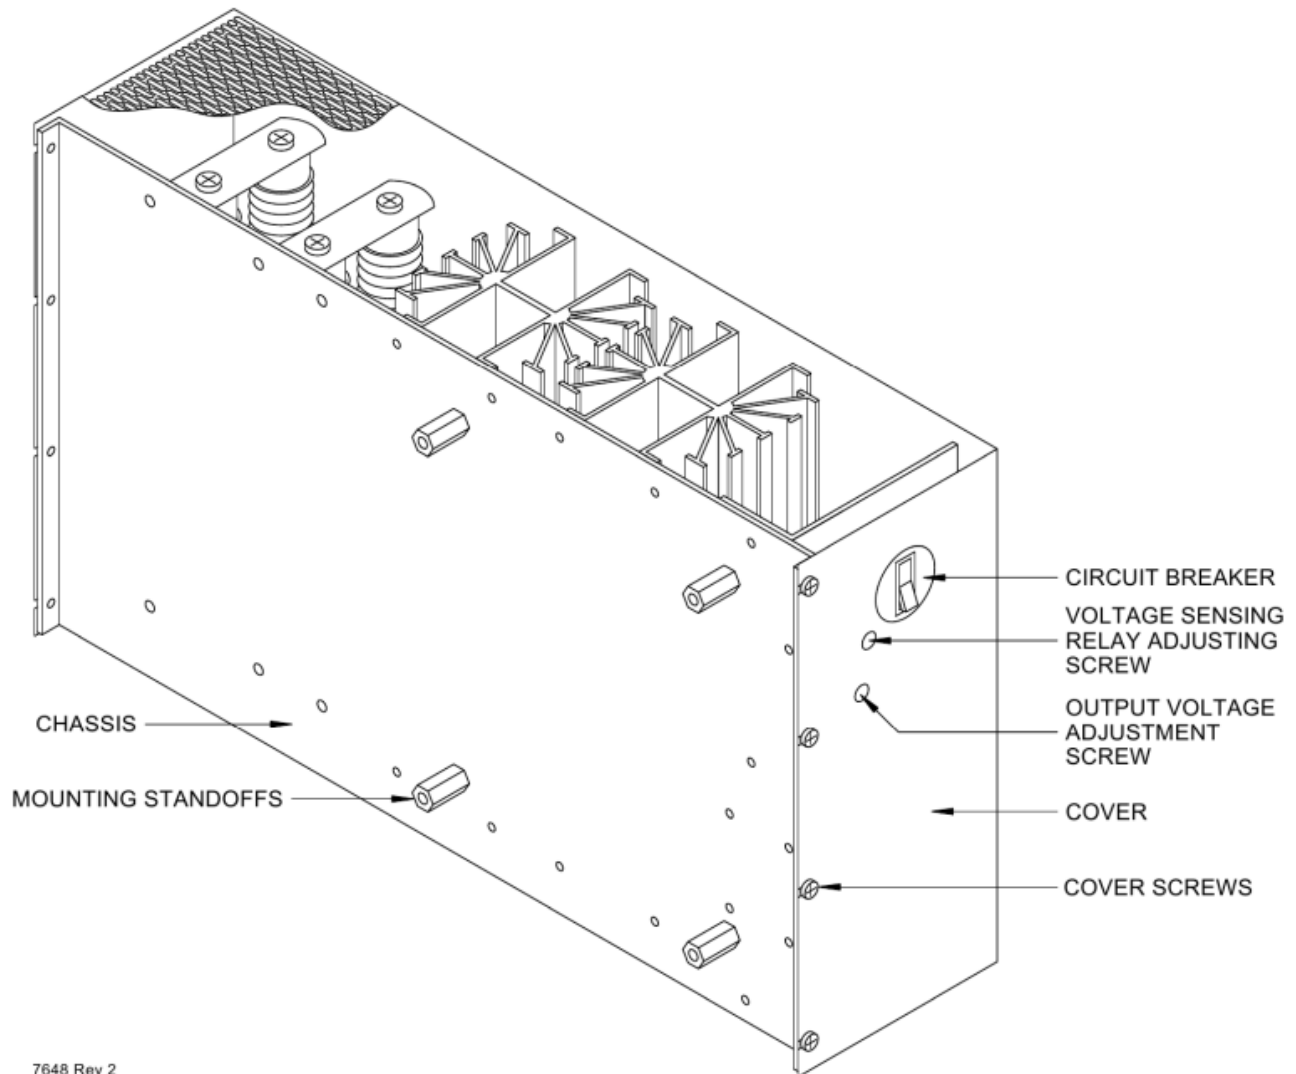 CIRCUIT BREAKER
VOLTAGE SENSING
RELAY ADJUSTING
SCREW
OUTPUT VOLTAGE
ADJUSTMENT
SCREW
CHASSIS
MOUNTING STANDOFFS
COVER
COVER SCREWS
7648 Rev 2